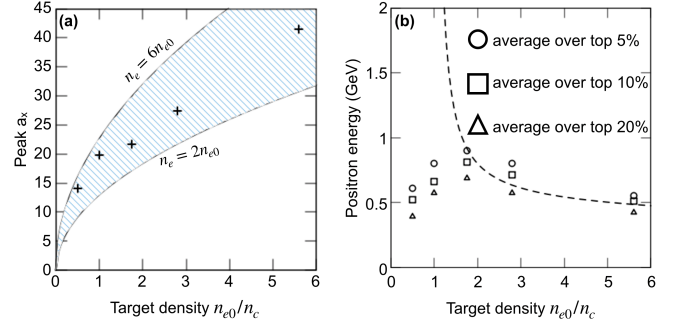 (a)
45
40
35
30
25
20
15
10
5
0
Peak aₓ
nₑ = 6nₑ₀
nₑ = 2nₑ₀
0 1 2 3 4 5 6
Target density nₑ₀/n꜀
(b)
2
1.5
1
0.5
0
Positron energy (GeV)
average over top 5%
average over top 10%
average over top 20%
0 1 2 3 4 5 6
Target density nₑ₀/n꜀